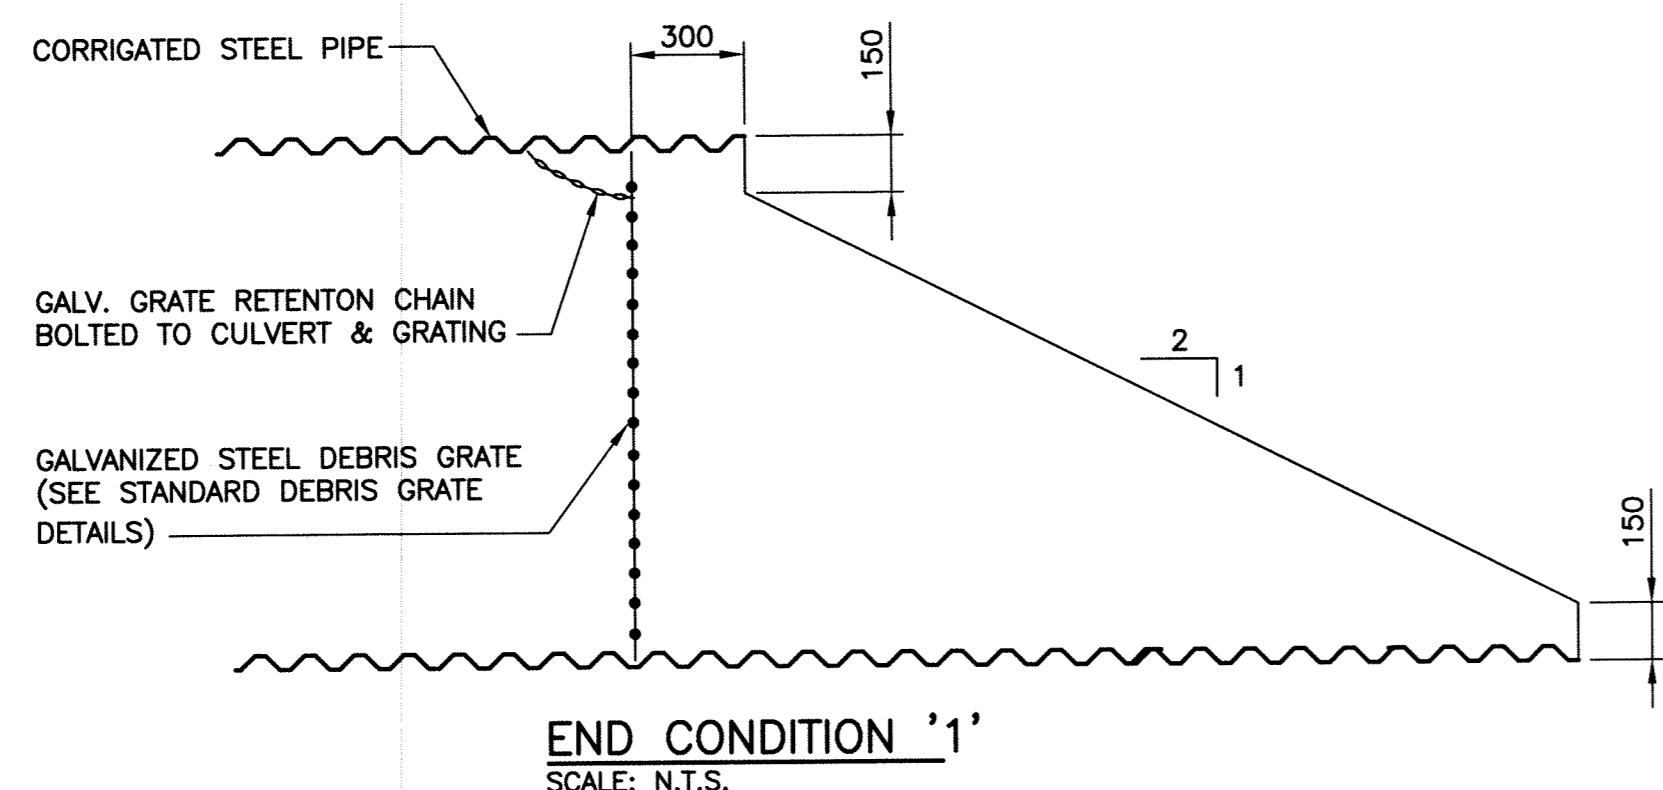 CORRIGATED STEEL PIPE
300
150
GALV. GRATE RETENTON CHAIN
BOLTED TO CULVERT & GRATING
2
1
GALVANIZED STEEL DEBRIS GRATE
(SEE STANDARD DEBRIS GRATE
DETAILS)
150
END CONDITION '1'
SCALE: N.T.S.